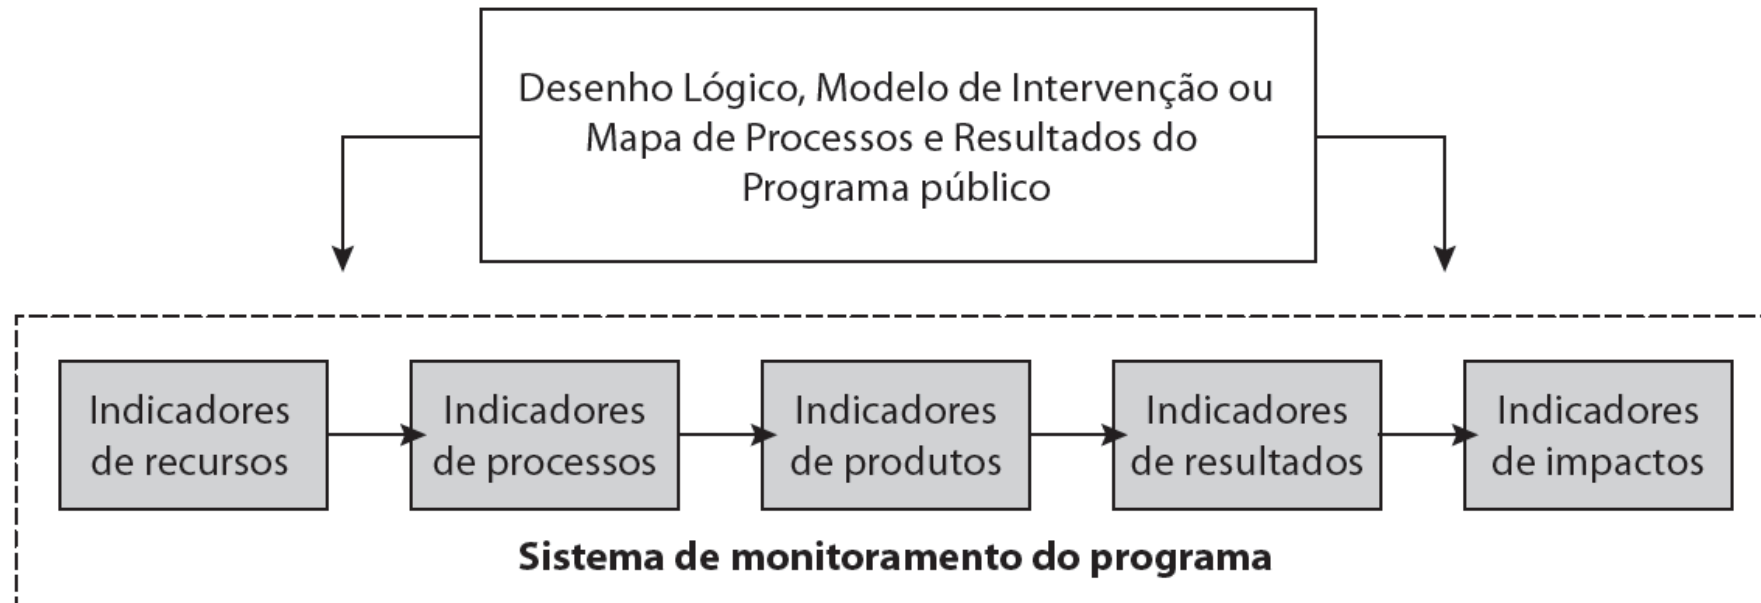 Desenho Lógico, Modelo de Intervenção ou
Mapa de Processos e Resultados do
Programa público
Indicadores
de recursos
Indicadores
de processos
Indicadores
de produtos
Indicadores
de resultados
Indicadores
de impactos
Sistema de monitoramento do programa